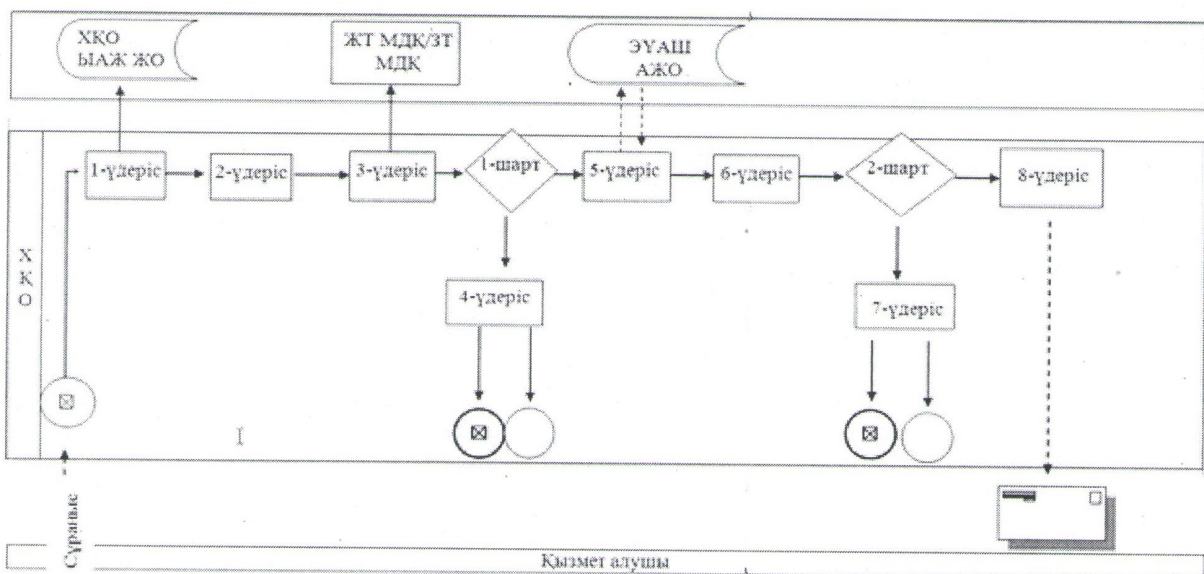 ХҚО
ЫАЖ ЖО
ЖТ МДҚ/ЗТ
МДҚ
ЭҮАШ
АЖО
1-үдеріс
2-үдеріс
3-үдеріс
1-шарт
5-үдеріс
6-үдеріс
2-шарт
8-үдеріс
Х
Қ
О
4-үдеріс
7-үдеріс
Сұраныс
Қызмет алушы